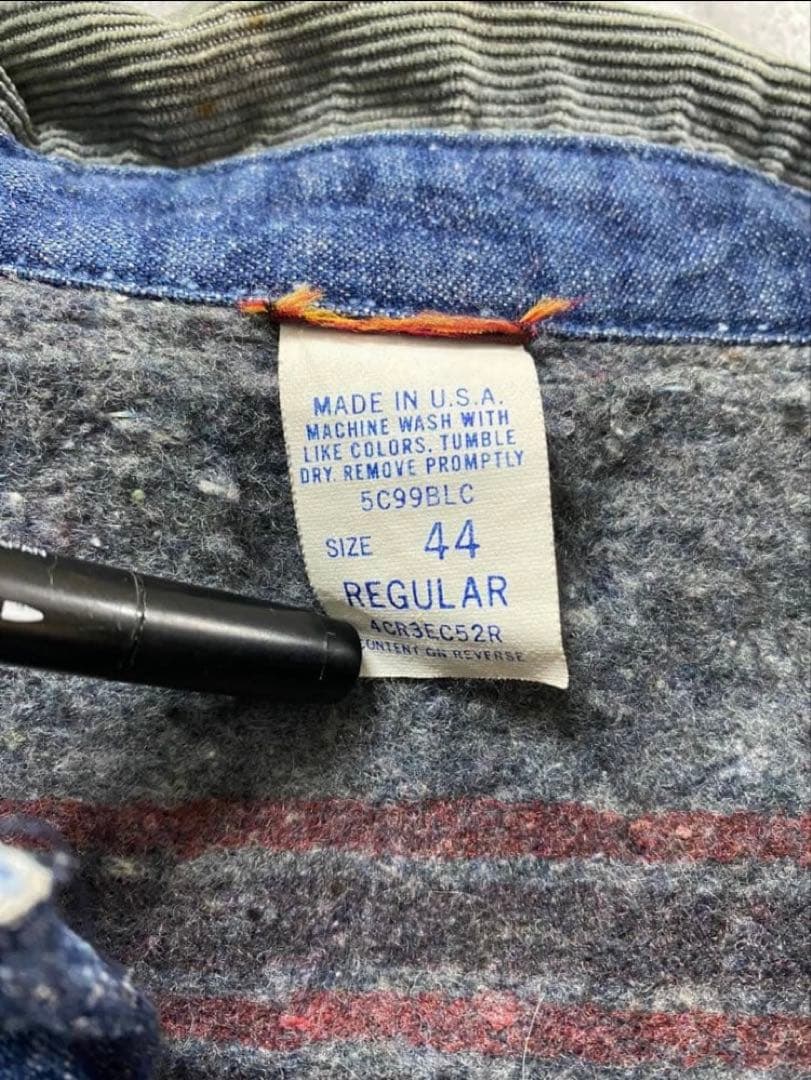 MADE IN U.S.A.
MACHINE WASH WITH
LIKE COLORS. TUMBLE
DRY. REMOVE PROMPTLY
5C99BLC
SIZE 44
REGULAR
4CR3EC52R
CONTENT ON REVERSE